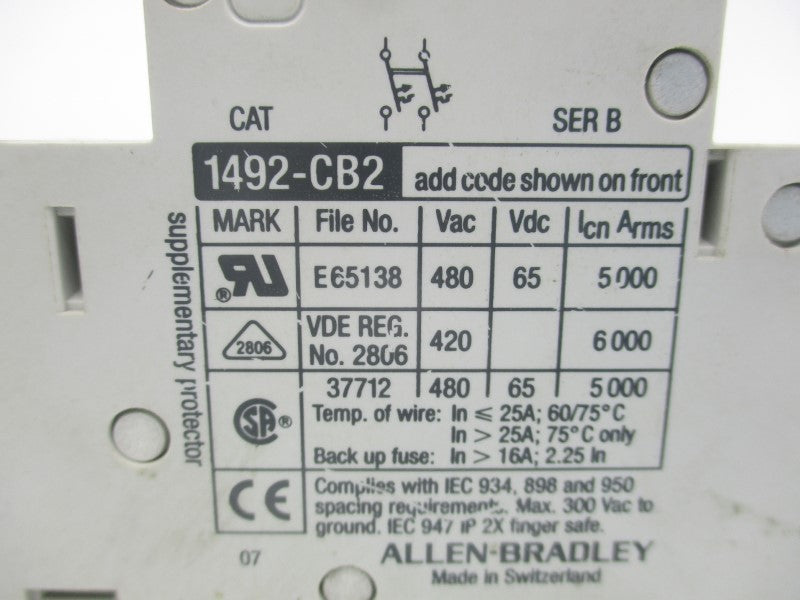 CAT SER B
1492-CB2 add code shown on front
MARK File No. Vac Vdc Icn Arms
RU ® E65138 480 65 5000
2806 VDE REG. No. 2806 420 6000
37712 480 65 5000
SA ® Temp. of wire: In ≤ 25A; 60/75°C
In > 25A; 75°C only
Back up fuse: In > 16A; 2.25 In
CE Complies with IEC 934, 898 and 950
spacing requirements. Max. 300 Vac to
ground. IEC 947 IP 2X finger safe.
07 ALLEN-BRADLEY
Made in Switzerland
supplementary protector